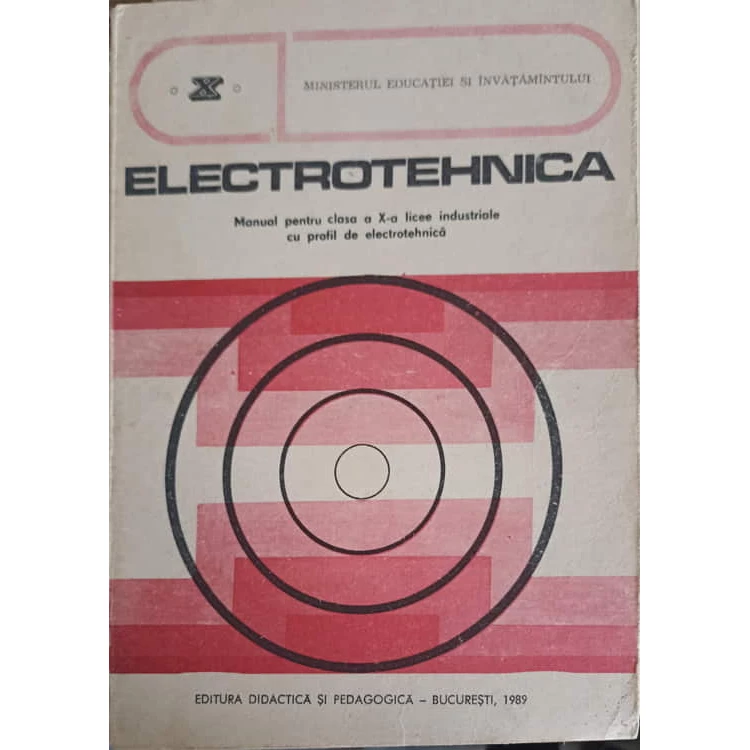 X
MINISTERUL EDUCAȚIEI SI ÎNVĂȚĂMÎNTULUI
ELECTROTEHNICA
Manual pentru clasa a X-a licee industriale
cu profil de electrotehnică
EDITURA DIDACTICĂ ȘI PEDAGOGICĂ – BUCUREȘTI, 1989